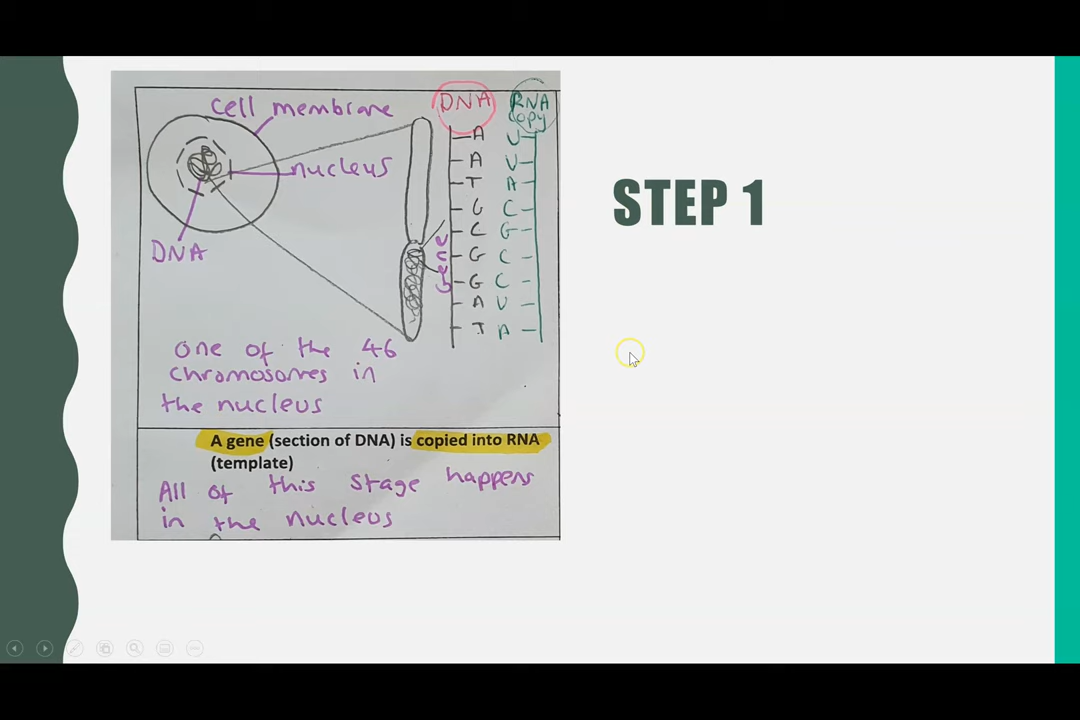 cell membrane
nucleus
DNA
Gene
One of the 46
chromosomes in
the nucleus
DNA
RNA
copy
A U
A U
T A
G C
C G
G C
G C
A U
T A
A gene (section of DNA) is copied into RNA
(template)
All of this stage happens
in the nucleus
STEP 1